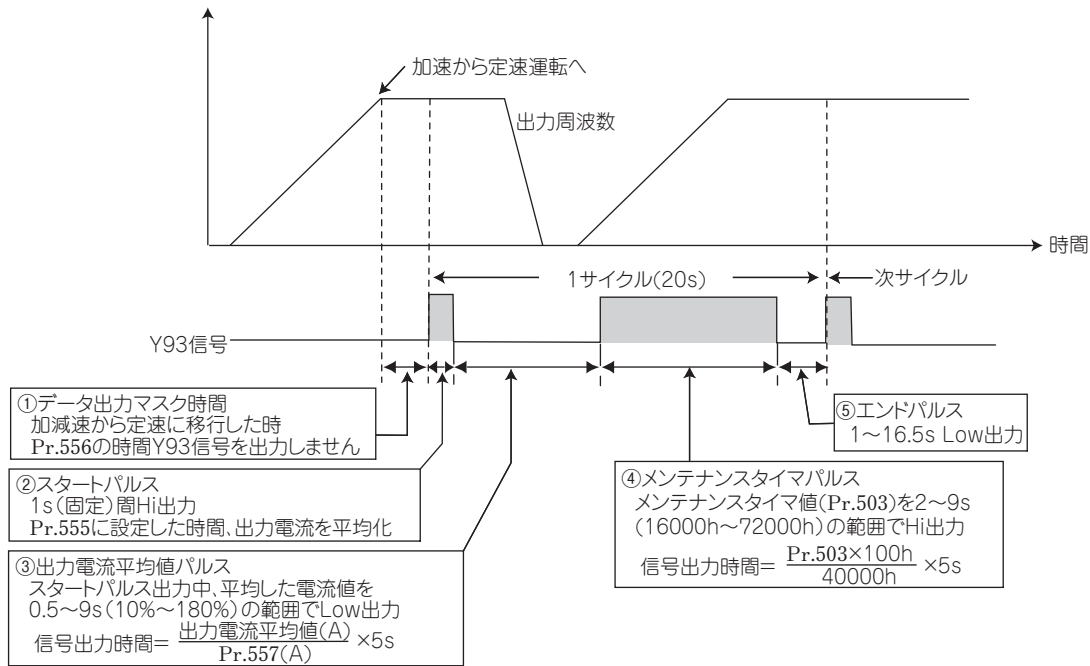 加速から定速運転へ
出力周波数
時間
1サイクル(20s)
次サイクル
Y93信号
①データ出力マスク時間
加減速から定速に移行した時
Pr.556の時間Y93信号を出力しません
②スタートパルス
1s(固定)間Hi出力
Pr.555に設定した時間、出力電流を平均化
③出力電流平均値パルス
スタートパルス出力中、平均した電流値を
0.5～9s(10%～180%)の範囲でLow出力
信号出力時間= 出力電流平均値(A)/Pr.557(A) ×5s
④メンテナンスタイマパルス
メンテナンスタイマ値(Pr.503)を2～9s
(16000h～72000h)の範囲でHi出力
信号出力時間= Pr.503×100h/40000h ×5s
⑤エンドパルス
1～16.5s Low出力